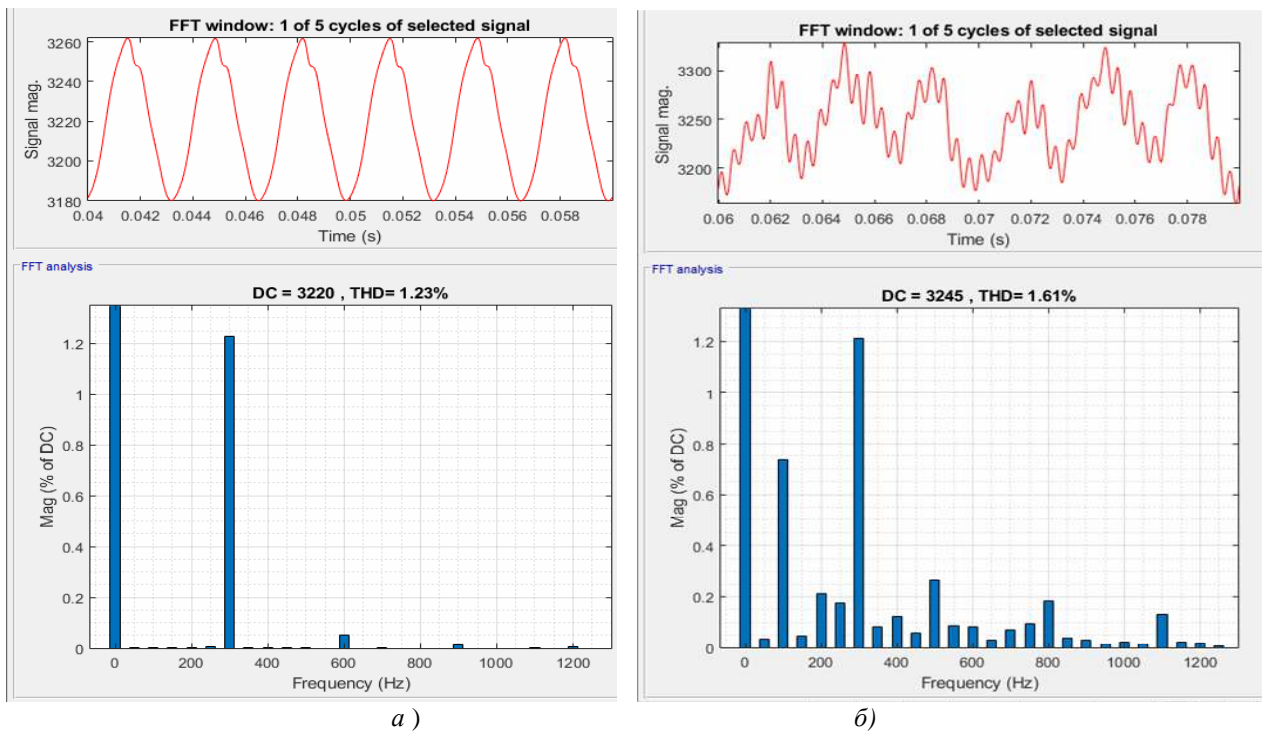 FFT window: 1 of 5 cycles of selected signal
3260
3240
3220
3200
3180
Signal mag.
0.04 0.042 0.044 0.046 0.048 0.05 0.052 0.054 0.056 0.058
Time (s)
FFT analysis
DC = 3220 , THD= 1.23%
1.2
1
0.8
0.6
0.4
0.2
0
Mag (% of DC)
0 200 400 600 800 1000 1200
Frequency (Hz)
а )
FFT window: 1 of 5 cycles of selected signal
3300
3250
3200
Signal mag.
0.06 0.062 0.064 0.066 0.068 0.07 0.072 0.074 0.076 0.078
Time (s)
FFT analysis
DC = 3245 , THD= 1.61%
1.2
1
0.8
0.6
0.4
0.2
0
Mag (% of DC)
0 200 400 600 800 1000 1200
Frequency (Hz)
б)